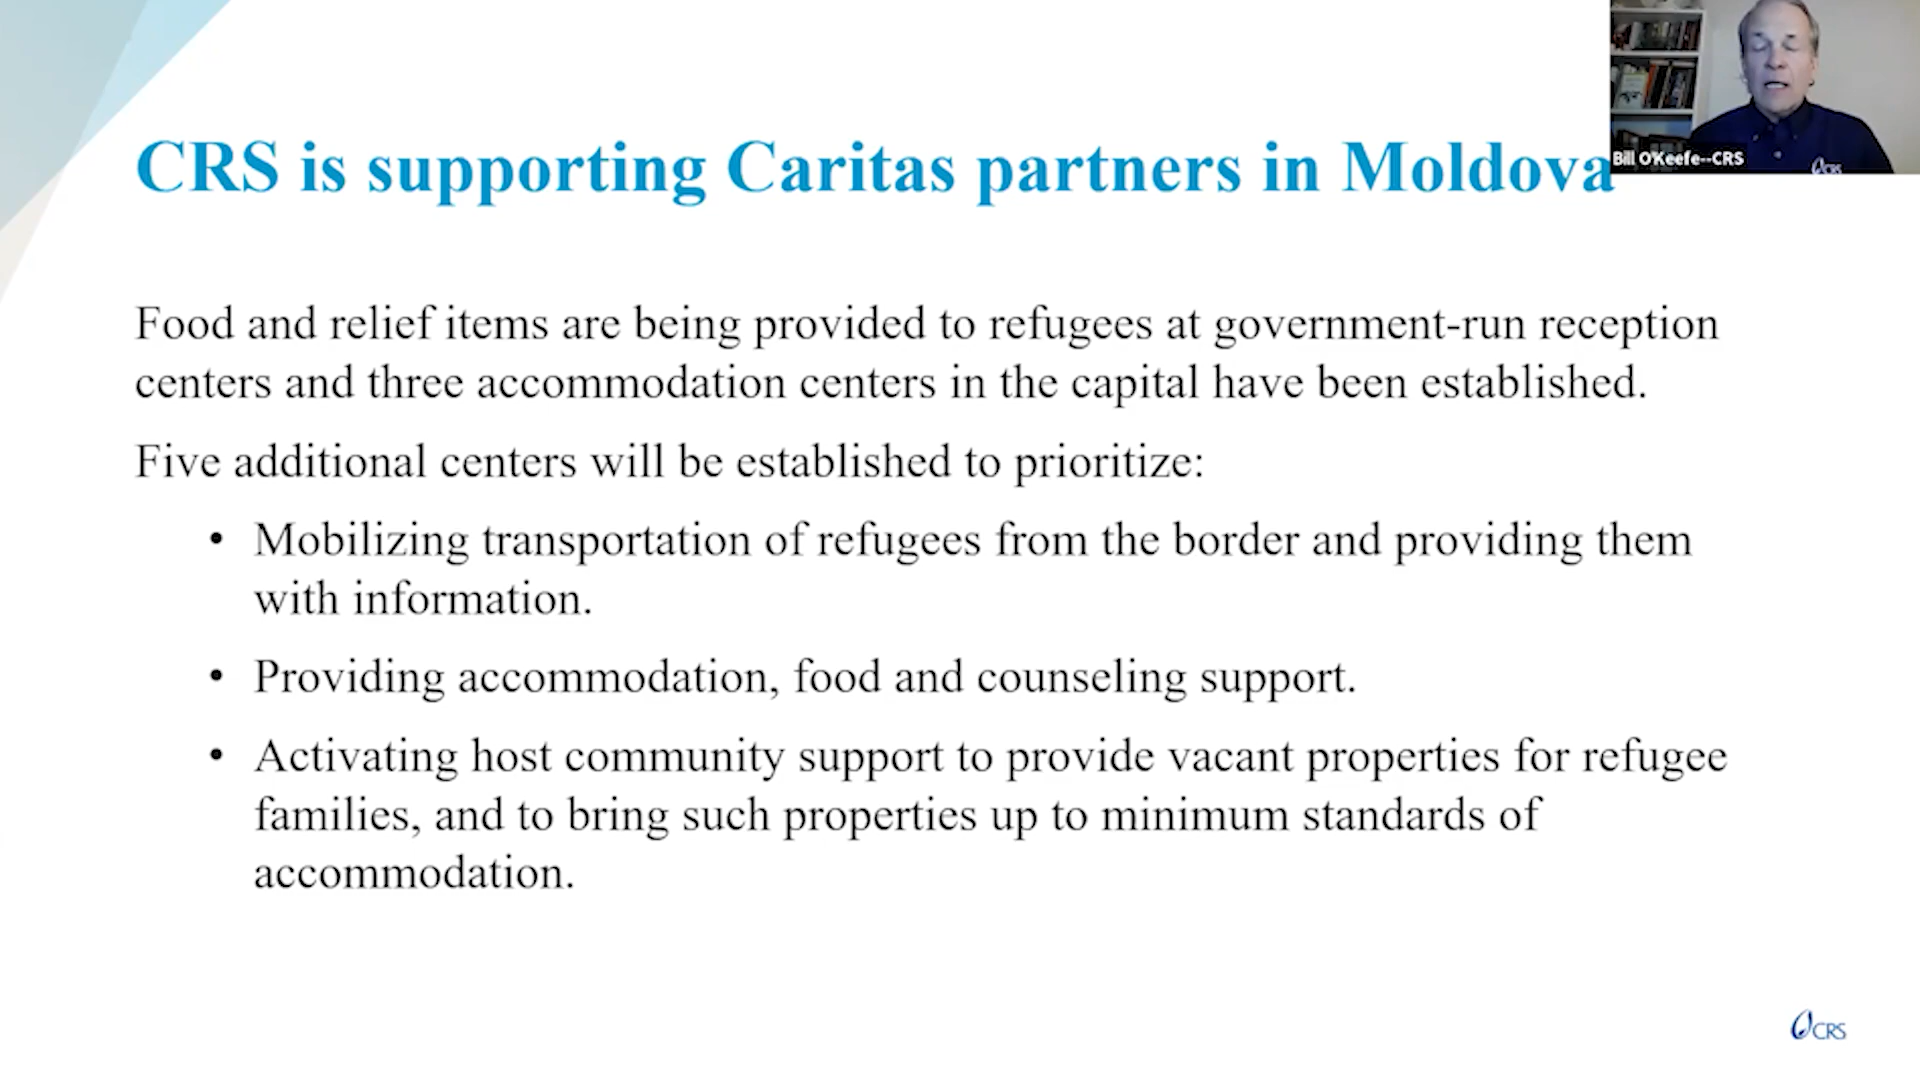 CRS is supporting Caritas partners in Moldova
Bill O'Keefe--CRS
CRS
Food and relief items are being provided to refugees at government-run reception
centers and three accommodation centers in the capital have been established.
Five additional centers will be established to prioritize:
• Mobilizing transportation of refugees from the border and providing them
with information.
• Providing accommodation, food and counseling support.
• Activating host community support to provide vacant properties for refugee
families, and to bring such properties up to minimum standards of
accommodation.
CRS